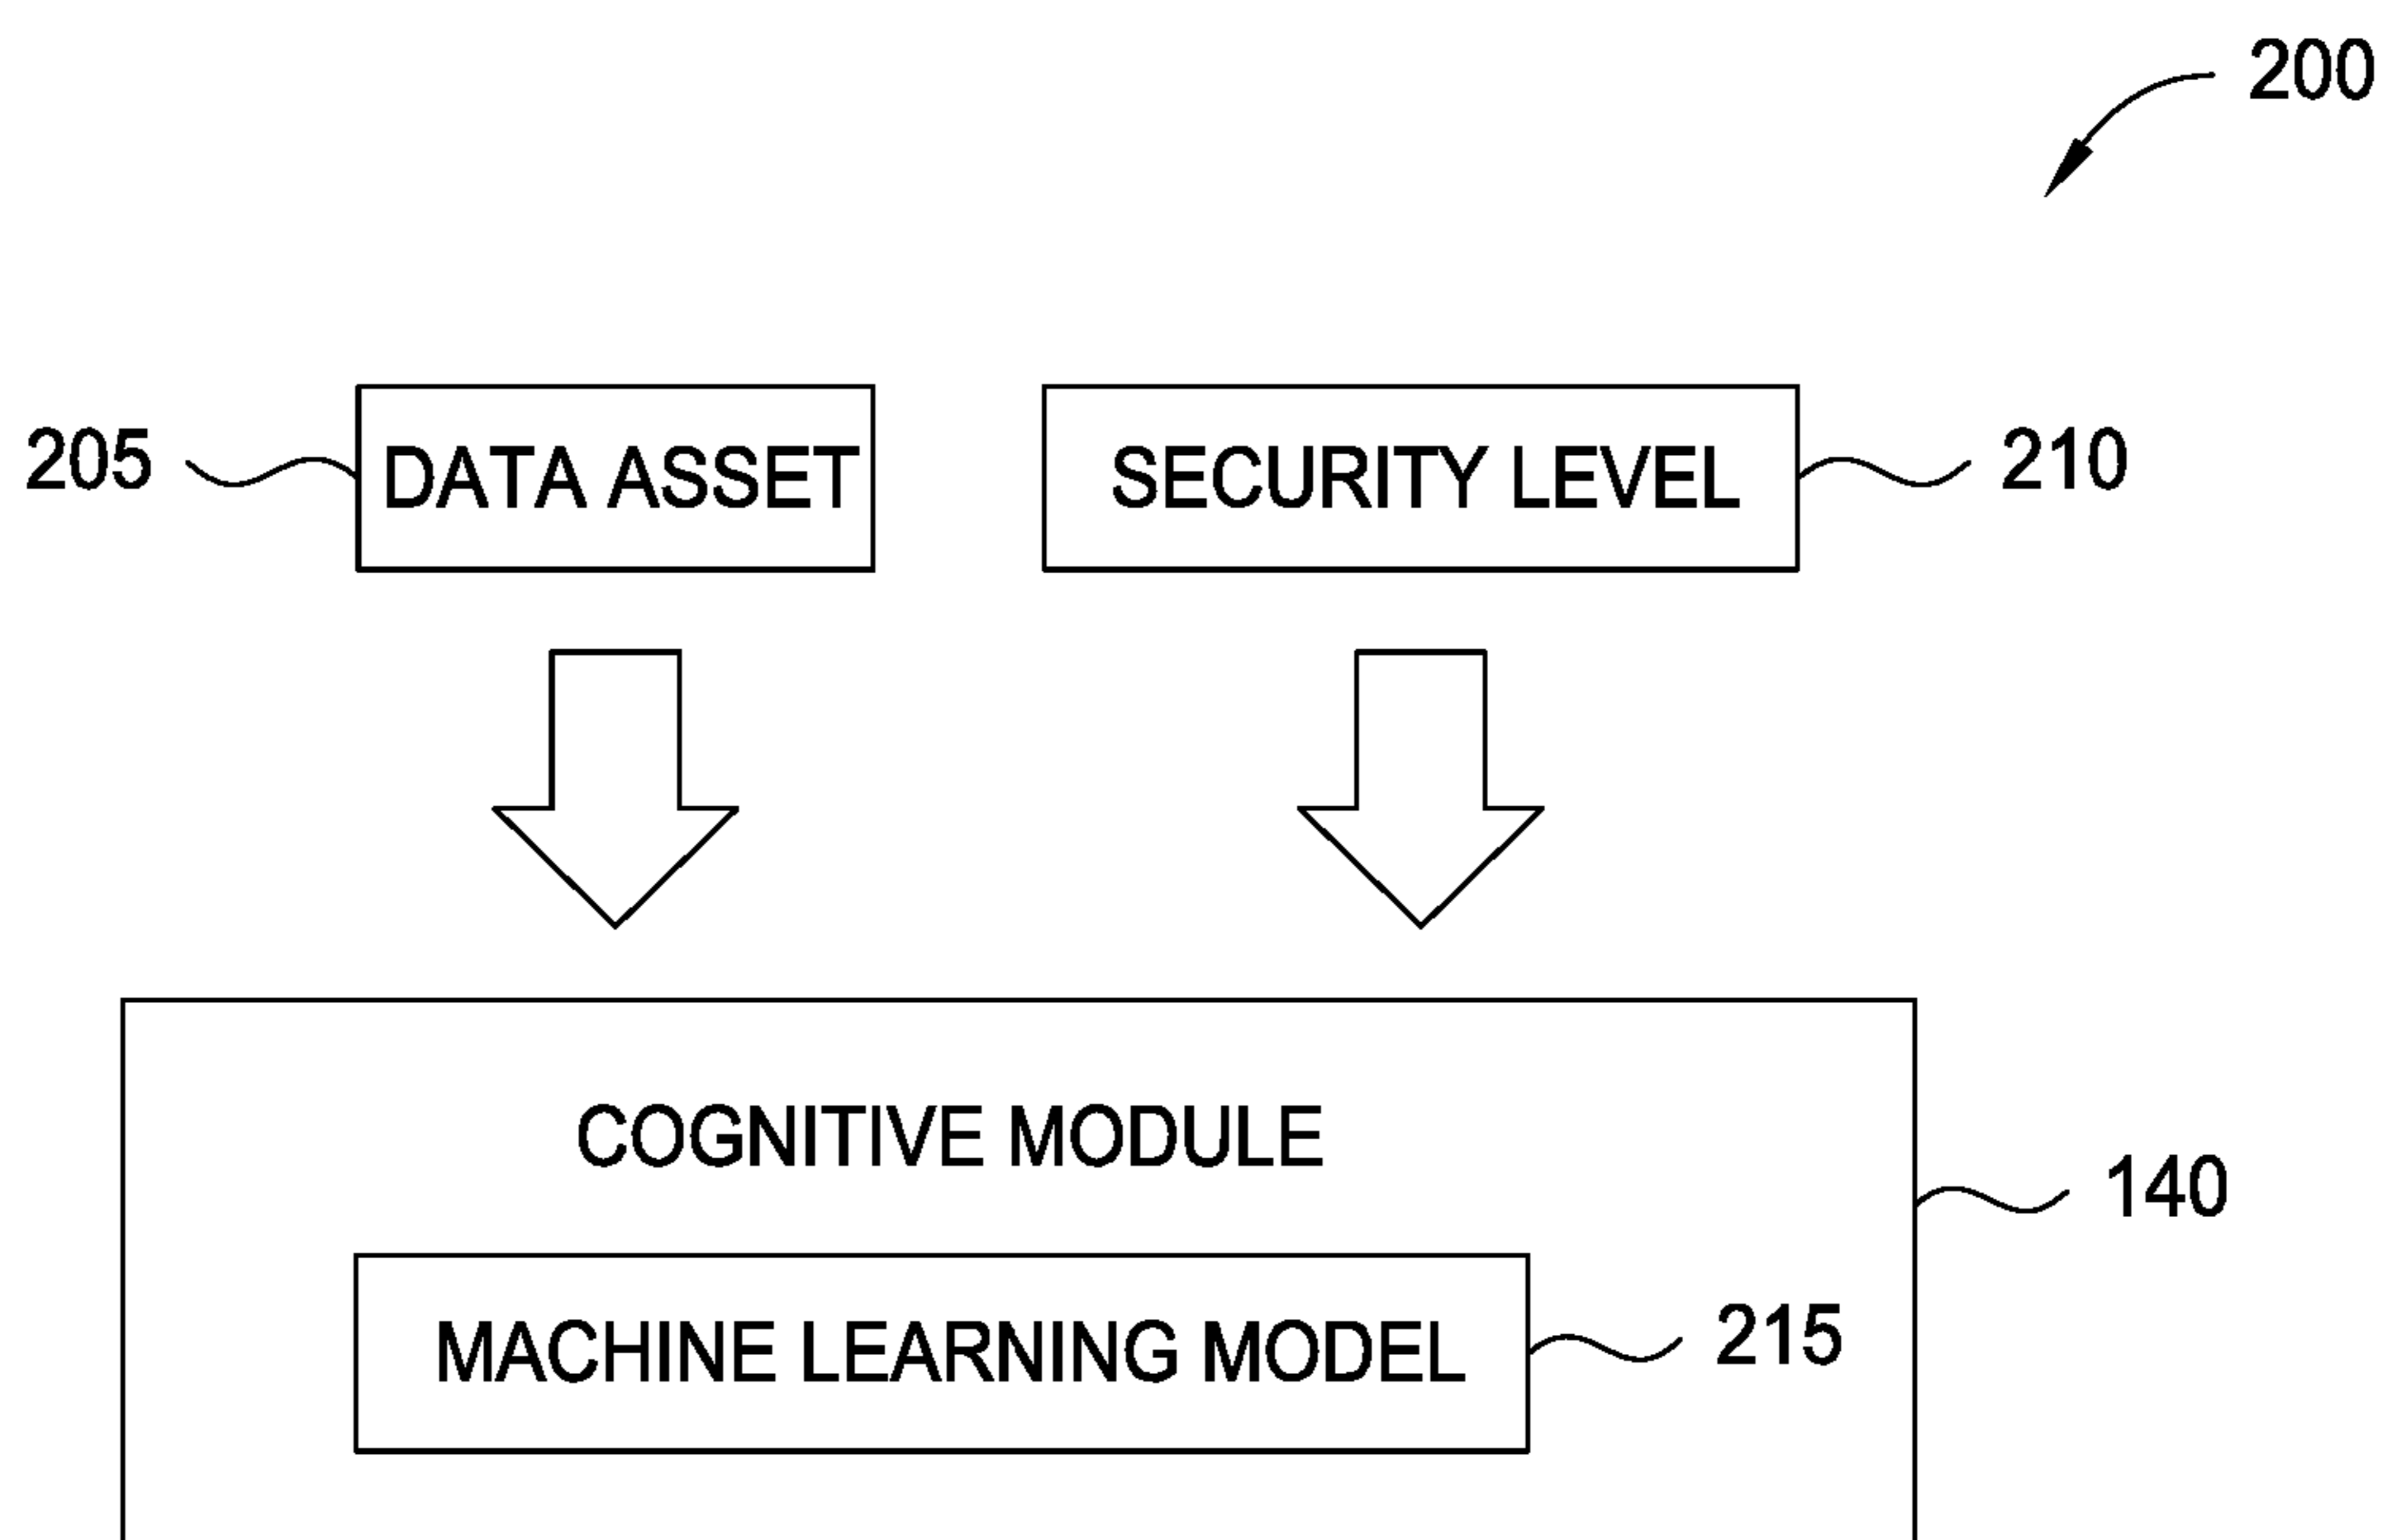 200
205 DATA ASSET SECURITY LEVEL 210
COGNITIVE MODULE
140
MACHINE LEARNING MODEL 215